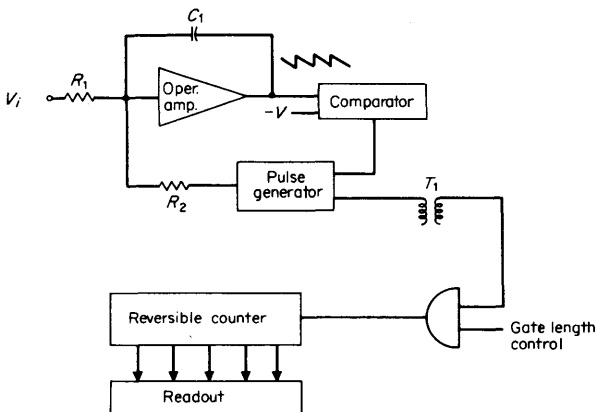 C1
R1
Vi
Oper.
amp.
−V
Comparator
Pulse
generator
R2
T1
Reversible counter
Gate length
control
Readout